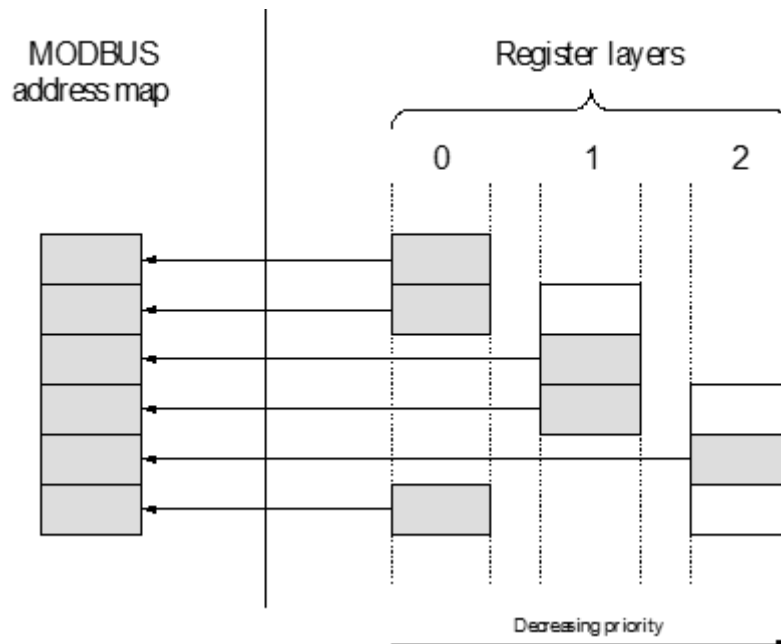 MODBUS
address map
Register layers
0 1 2
Decreasing priority